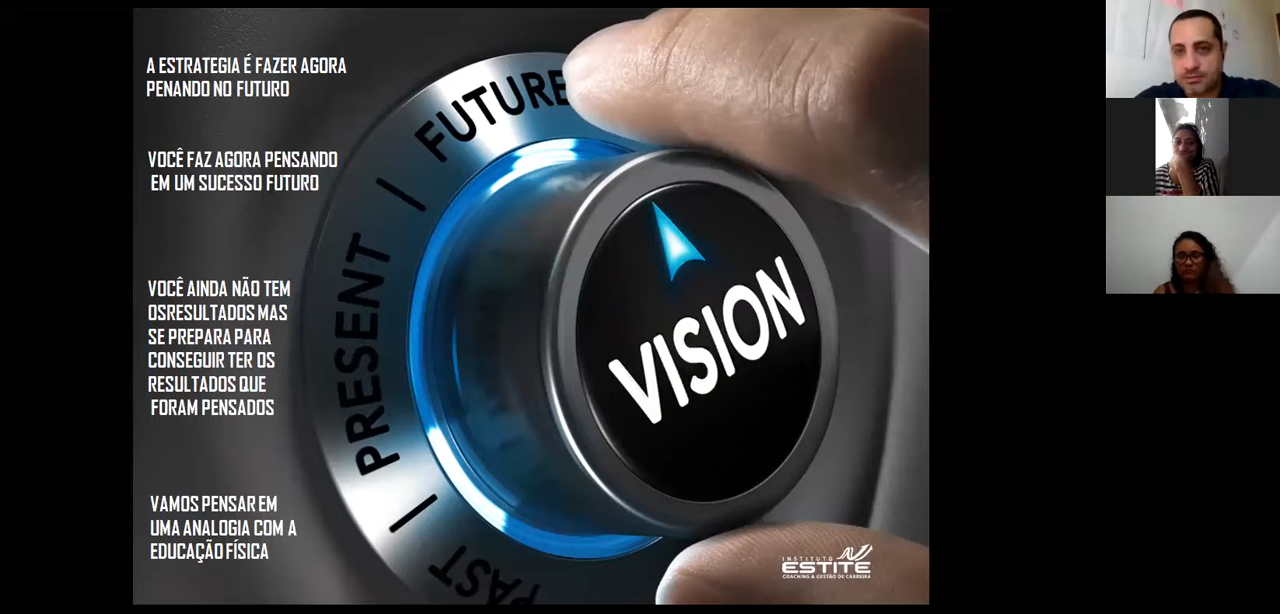 A ESTRATEGIA É FAZER AGORA
PENANDO NO FUTURO
VOCÊ FAZ AGORA PENSANDO
EM UM SUCESSO FUTURO
VOCÊ AINDA NÃO TEM
OSRESULTADOS MAS
SE PREPARA PARA
CONSEGUIR TER OS
RESULTADOS QUE
FORAM PENSADOS
VAMOS PENSAR EM
UMA ANALOGIA COM A
EDUCAÇÃO FÍSICA
FUTURE
PRESENT
PAST
VISION
INSTITUTO
ESTITE
COACHING & GESTÃO DE CARREIRA